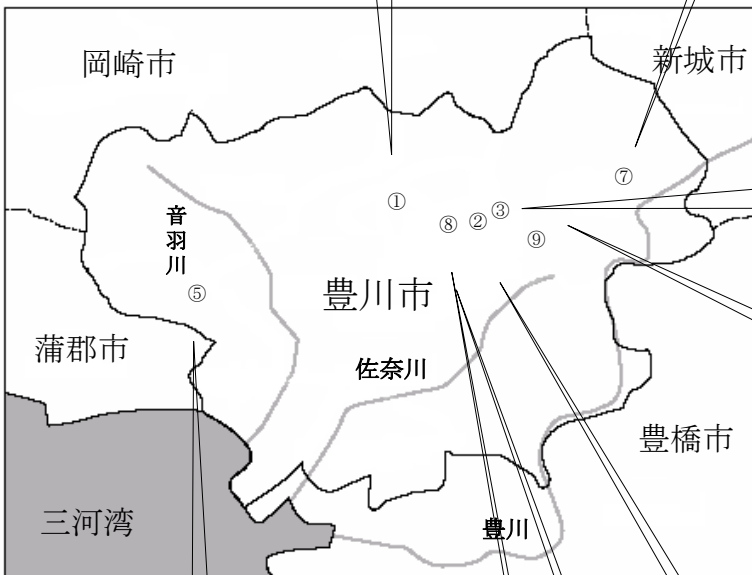 岡崎市
新城市
⑦
①
③
⑧
②
音羽川
⑨
⑤
豊川市
蒲郡市
佐奈川
豊橋市
三河湾
豊川